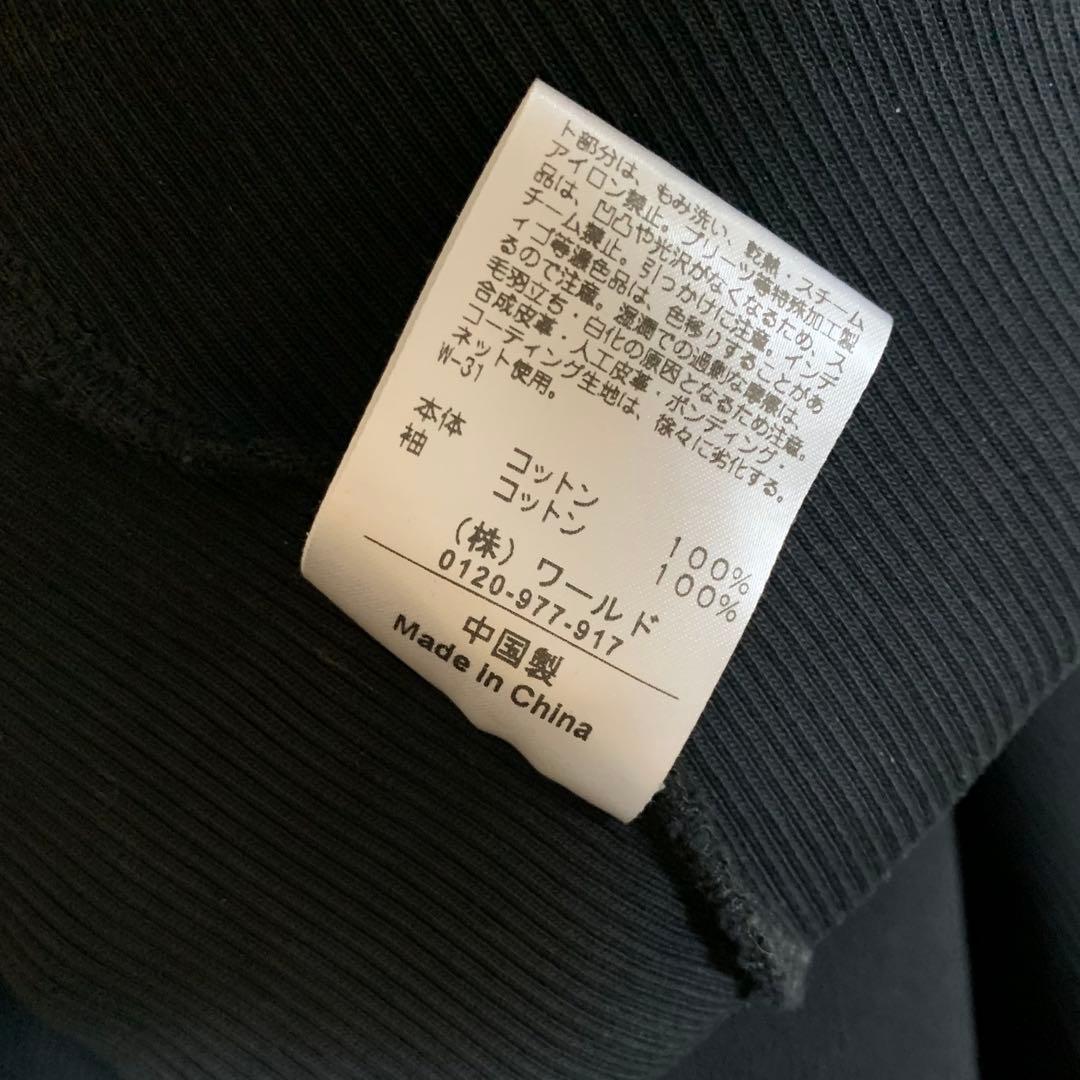 ト部分は、もみ洗い、乾熱・スチーム
アイロン禁止。プリーツ等特殊加工製
品は、凹凸や光沢がなくなるため、ス
チーム禁止。引つかけに注意。インデ
ィゴ等濃色品は、色移りすることがあ
るので注意。湿潤での過剰な摩擦は、
毛羽立ち・白化の原因となるため注意。
合成皮革・人工皮革・ボンディング・
コーティング生地は、徐々に劣化する。
ネット使用。
W-31
本体 コットン 100%
袖 コットン 100%
(株) ワールド
0120-977-917
中国製
Made in China